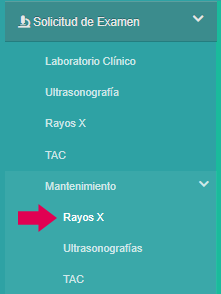 Solicitud de Examen
Laboratorio Clínico
Ultrasonografía
Rayos X
TAC
Mantenimiento
Rayos X
Ultrasonografías
TAC